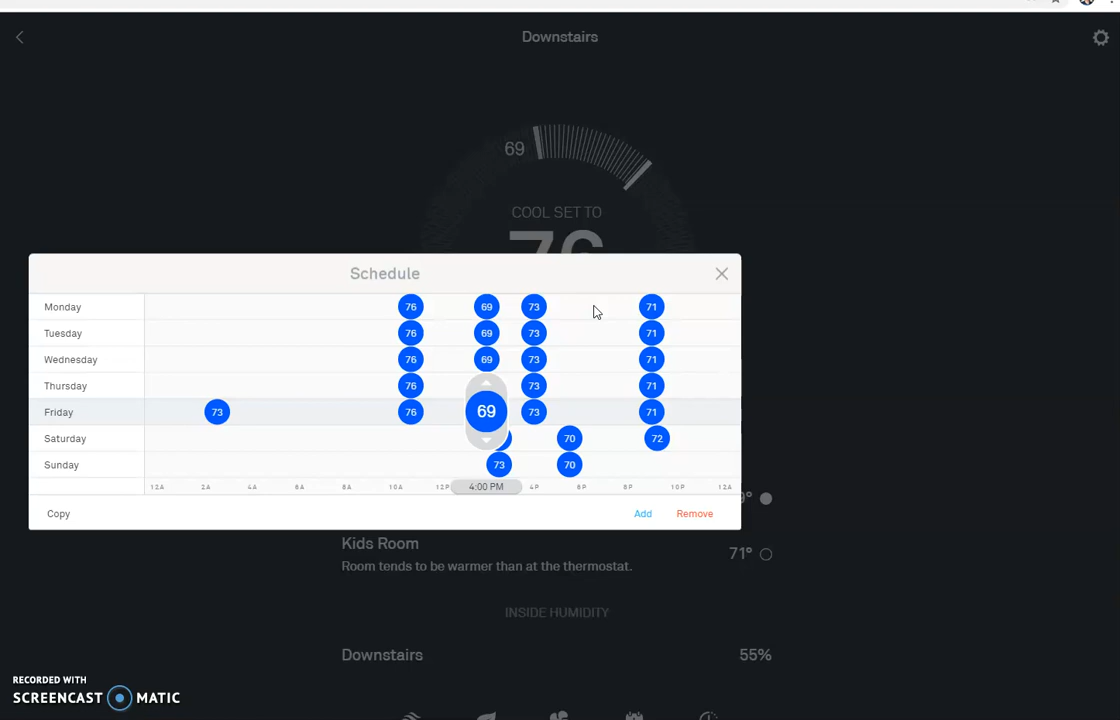 Downstairs
69
COOL SET TO
76
Schedule
Monday 76 69 73 71
Tuesday 76 69 73 71
Wednesday 76 69 73 71
Thursday 76 73 71
Friday 73 76 69 73 71
Saturday 70 72
Sunday 73 70
12A 2A 4A 6A 8A 10A 12P 4:00 PM 4P 6P 8P 10P 12A
Copy Add Remove
9°
Kids Room 71°
Room tends to be warmer than at the thermostat.
INSIDE HUMIDITY
Downstairs 55%
RECORDED WITH
SCREENCAST MATIC